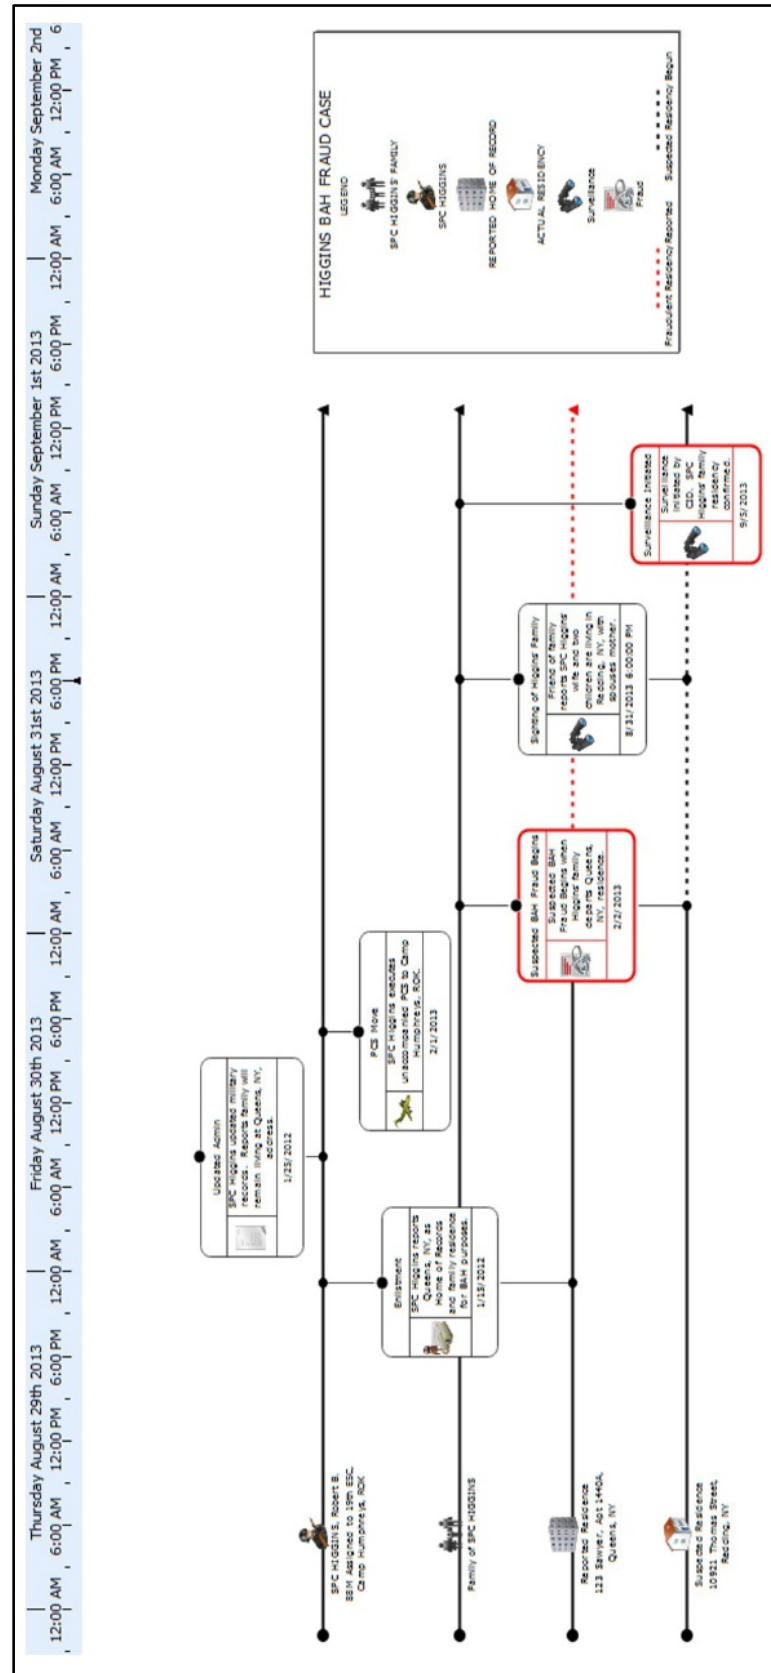 Thursday August 29th 2013
Friday August 30th 2013
Saturday August 31st 2013
Sunday September 1st 2013
Monday September 2nd
12:00 AM 6:00 AM 12:00 PM 6:00 PM 12:00 AM 6:00 AM 12:00 PM 6:00 PM 12:00 AM 6:00 AM 12:00 PM 6:00 PM 12:00 AM 6:00 AM 12:00 PM 6:00 PM 12:00 AM 6:00 AM 12:00 PM 6
SPC HIGGINS, Robert B.
88M Assigned to 19th ESC,
Camp Humphreys, ROK
Family of SPC HIGGINS
Reported Residence
123 Sawyer, Apt 1440A,
Queens, NY
Suspected Residence
10921 Thomas Street,
Redding, NY
Enlistment
SPC Higgins reports
Queens, NY, as
Home of Records
and family residence
for BAH purposes.
1/15/2012
Updated Admin
SPC Higgins updated military
records. Reports family will
remain living at Queens, NY,
address.
1/25/2012
PCS Move
SPC Higgins executes
unaccompanied PCS to Camp
Humphreys, ROK.
2/1/2013
Suspected BAH Fraud Begins
Suspected BAH
Fraud Begins when
Higgins' family
departs Queens,
NY, residence.
2/2/2013
Sighting of Higgins' Family
Friend of family
reports SPC Higgins'
wife and two
children are living in
Redding, NY, with
spouses mother.
8/31/2013 6:00:00 PM
Surveillance Initiated
Surveillance
initiated by
CID. SPC
Higgins' family
residency
confirmed.
9/5/2013
HIGGINS BAH FRAUD CASE
LEGEND
SPC HIGGINS' FAMILY
SPC HIGGINS
REPORTED HOME OF RECORD
ACTUAL RESIDENCY
Surveillance
Fraud
Fraudulent Residency Reported
Suspected Residency Begun